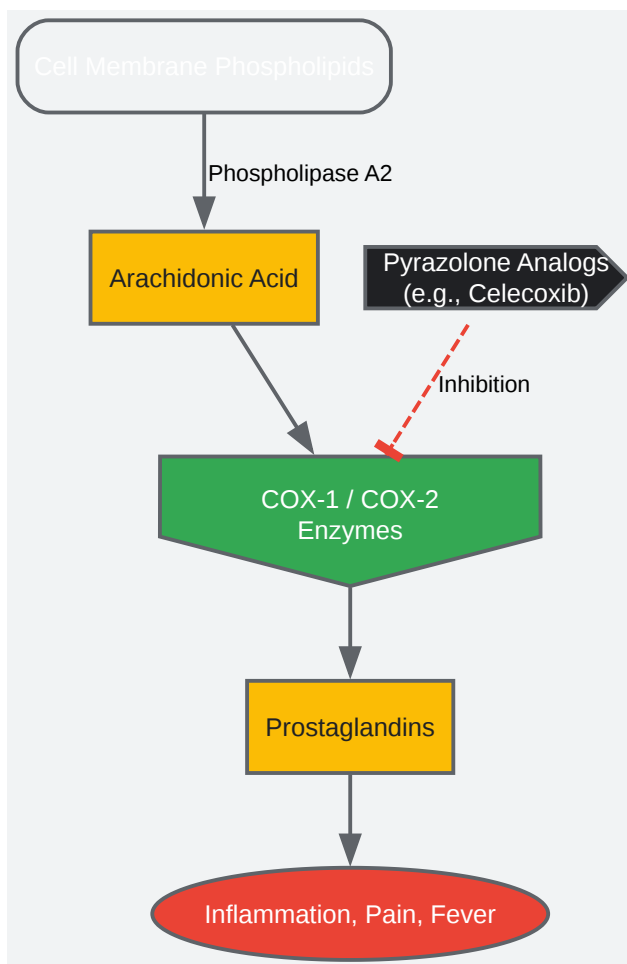 Cell Membrane Phospholipids
Phospholipase A2
Arachidonic Acid
Pyrazolone Analogs
(e.g., Celecoxib)
Inhibition
COX-1 / COX-2
Enzymes
Prostaglandins
Inflammation, Pain, Fever